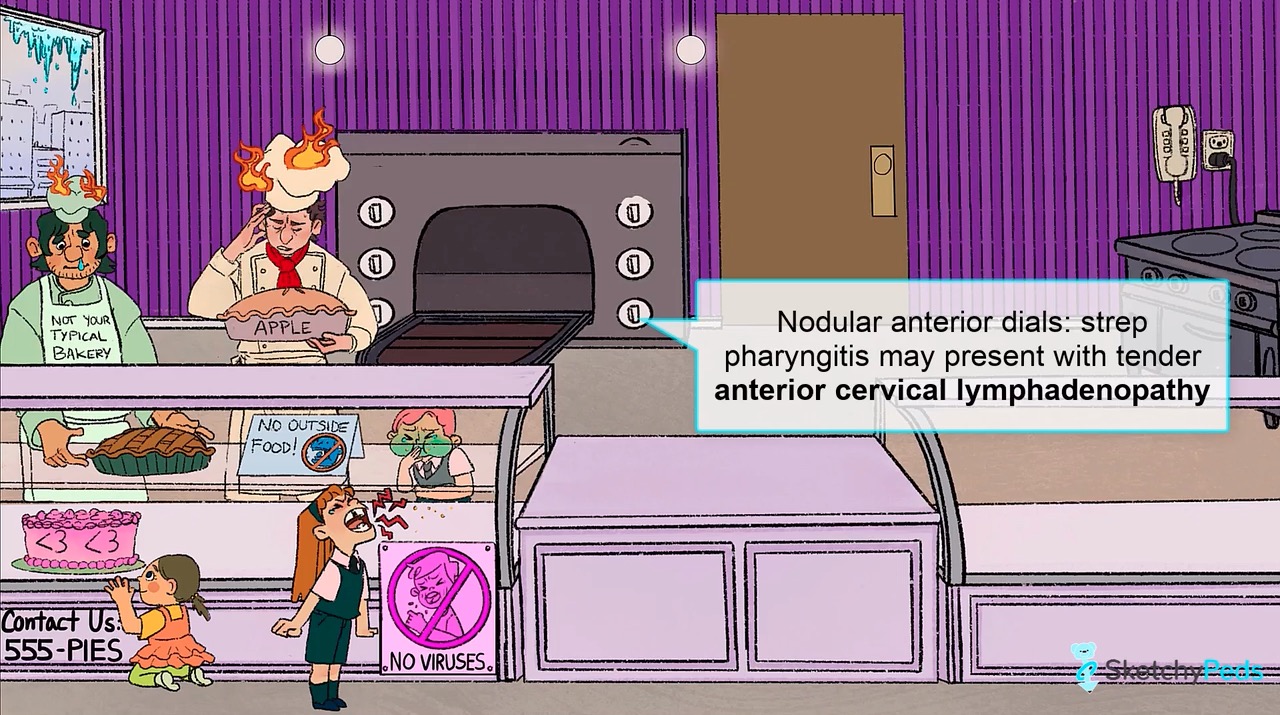 NOT YOUR
TYPICAL
BAKERY
APPLE
Nodular anterior dials: strep
pharyngitis may present with tender
anterior cervical lymphadenopathy
NO OUTSIDE
FOOD!
<3 <3
Contact Us:
555-PIES
NO VIRUSES.
SketchyPeds